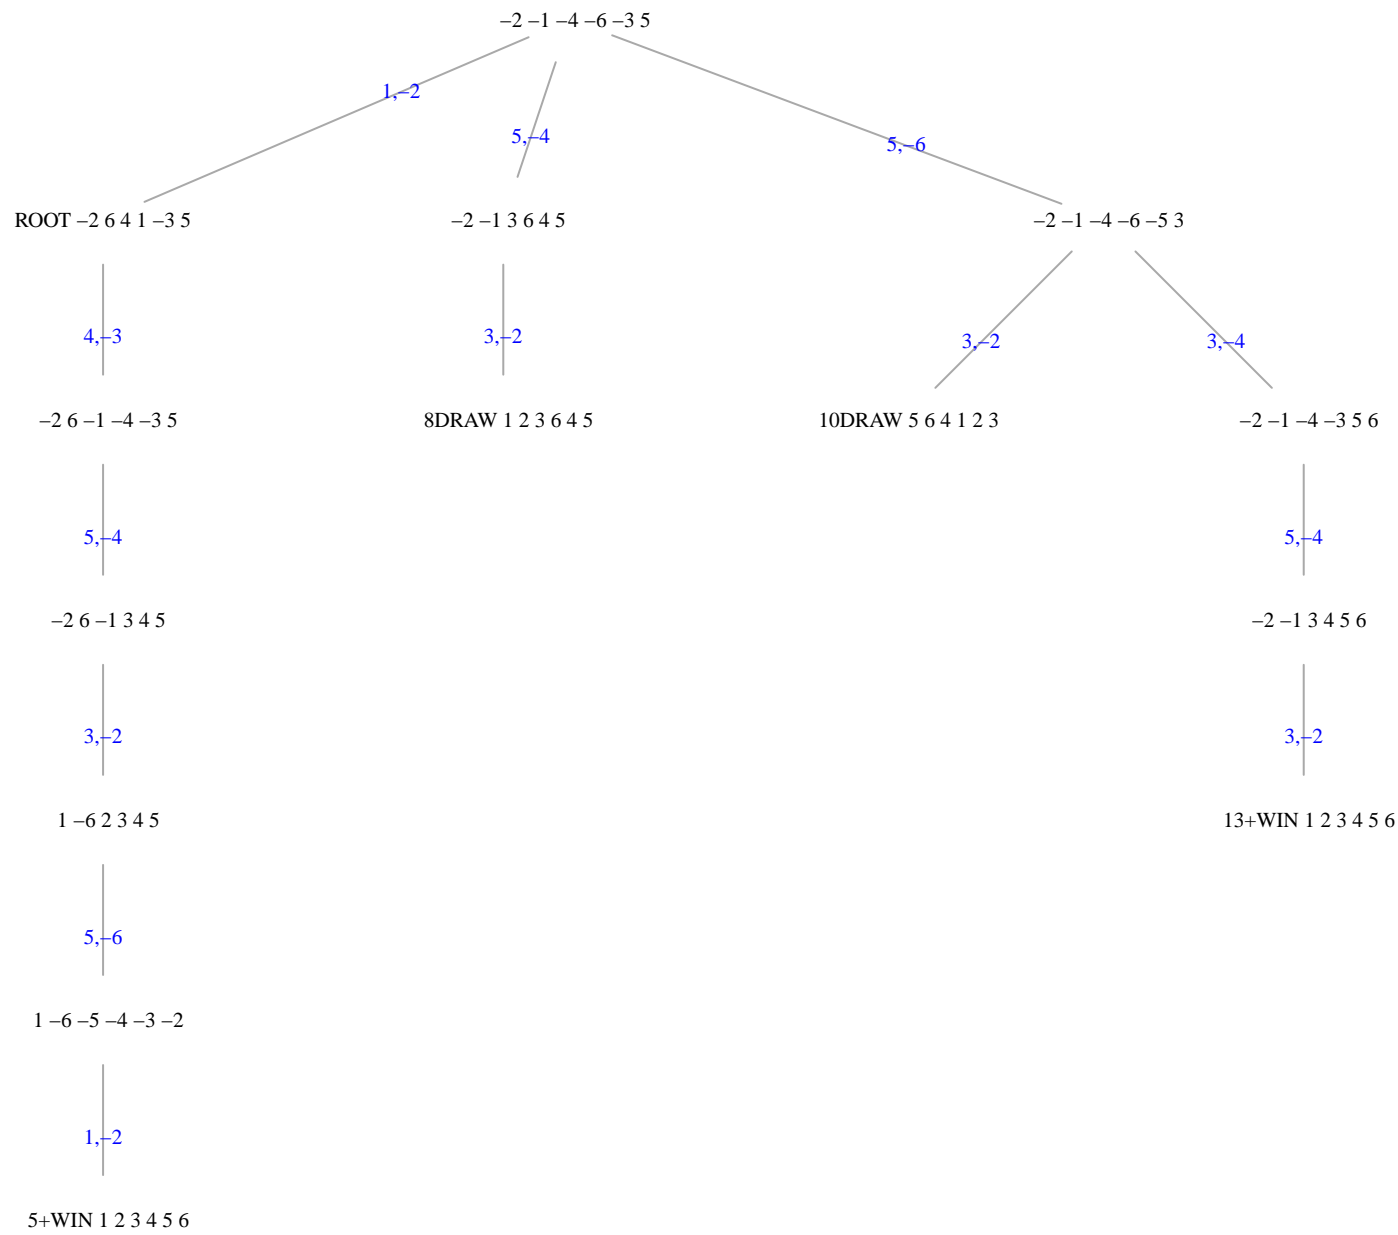 –2 –1 –4 –6 –3 5
1,–2
5,–4
5,–6
ROOT –2 6 4 1 –3 5
–2 –1 3 6 4 5
–2 –1 –4 –6 –5 3
4,–3
3,–2
3,–2
3,–4
–2 6 –1 –4 –3 5
8DRAW 1 2 3 6 4 5
10DRAW 5 6 4 1 2 3
–2 –1 –4 –3 5 6
5,–4
5,–4
–2 6 –1 3 4 5
–2 –1 3 4 5 6
3,–2
3,–2
1 –6 2 3 4 5
13+WIN 1 2 3 4 5 6
5,–6
1 –6 –5 –4 –3 –2
1,–2
5+WIN 1 2 3 4 5 6